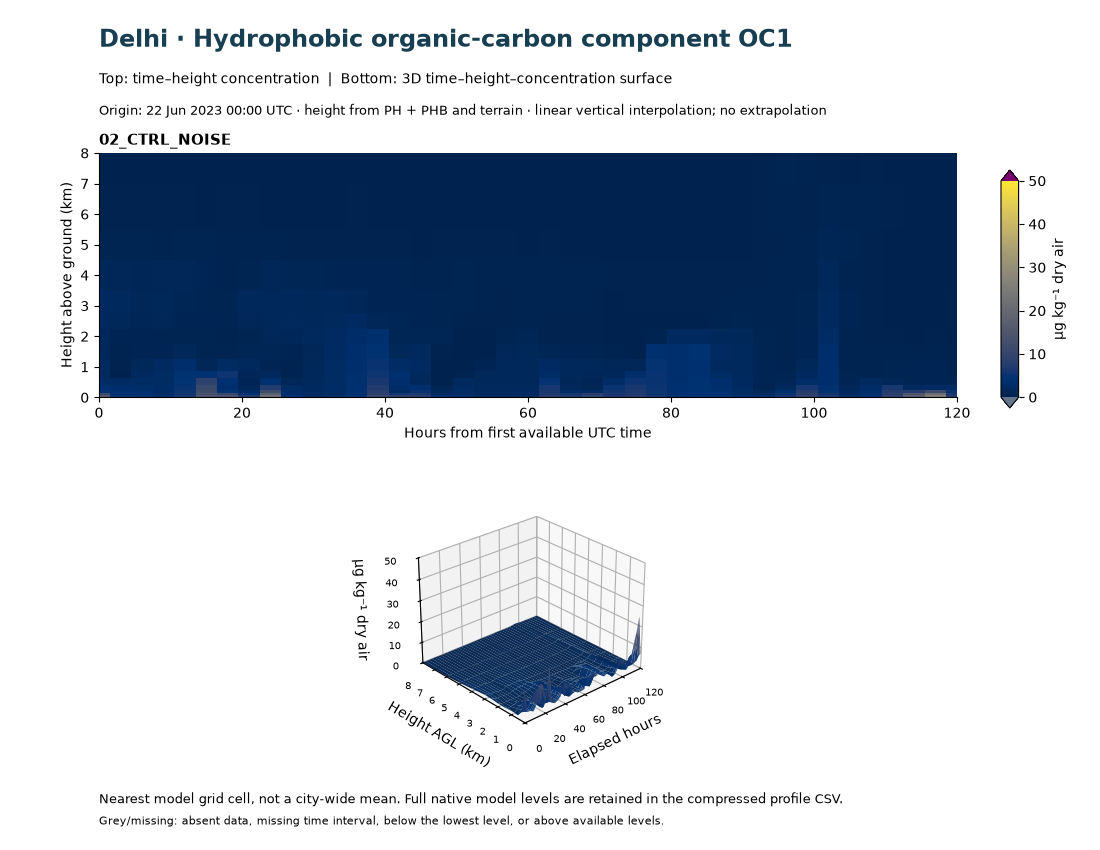 Delhi · Hydrophobic organic-carbon component OC1
Top: time–height concentration | Bottom: 3D time–height–concentration surface
Origin: 22 Jun 2023 00:00 UTC · height from PH + PHB and terrain · linear vertical interpolation; no extrapolation
02_CTRL_NOISE
8
7
6
5
4
3
2
1
0
Height above ground (km)
0 20 40 60 80 100 120
Hours from first available UTC time
50
40
30
20
10
0
µg kg⁻¹ dry air
50
40
30
20
10
0
µg kg⁻¹ dry air
8 7 6 5 4 3 2 1 0
Height AGL (km)
0 20 40 60 80 100 120
Elapsed hours
Nearest model grid cell, not a city-wide mean. Full native model levels are retained in the compressed profile CSV.
Grey/missing: absent data, missing time interval, below the lowest level, or above available levels.